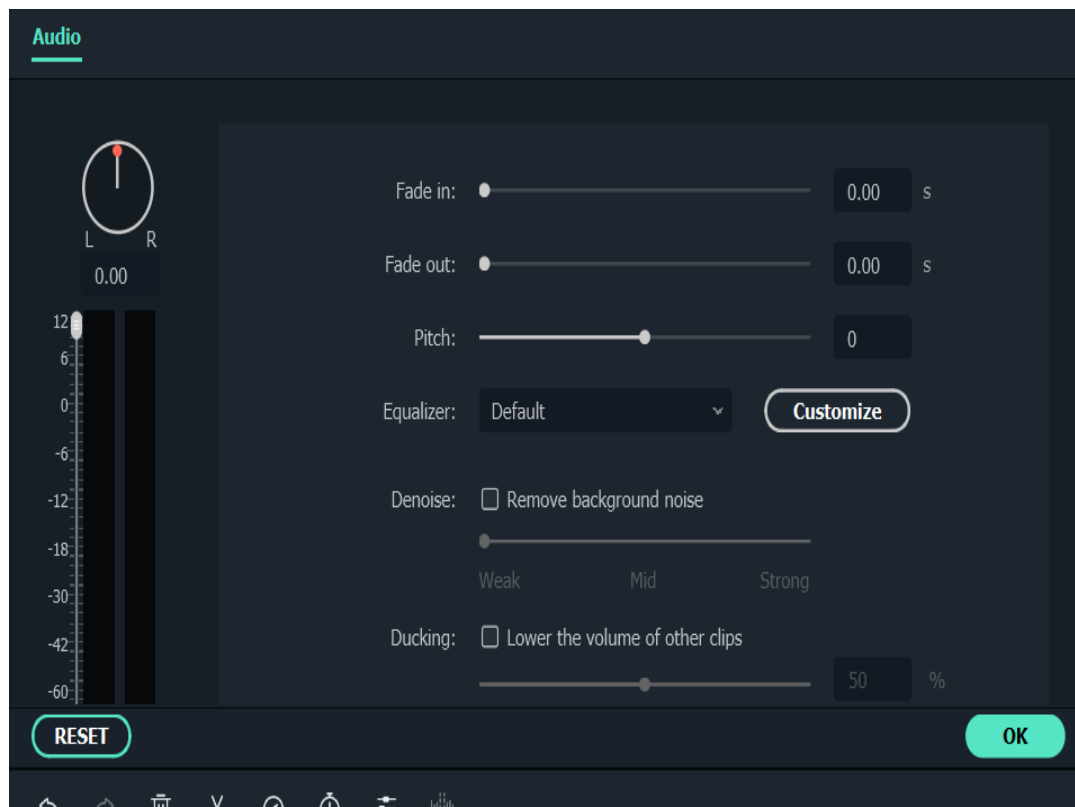 Audio
L R
0.00
12
6
0
-6
-12
-18
-30
-42
-60
Fade in: 0.00 s
Fade out: 0.00 s
Pitch: 0
Equalizer: Default Customize
Denoise: Remove background noise
Weak Mid Strong
Ducking: Lower the volume of other clips
50 %
RESET OK